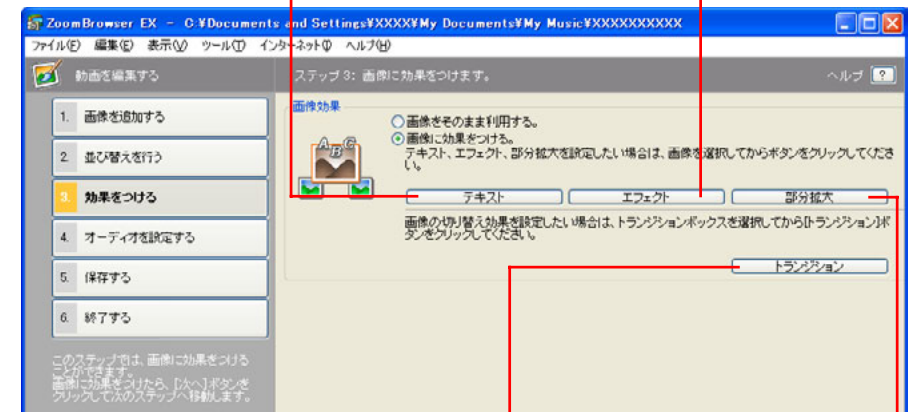 ZoomBrowser EX - C:¥Documents and Settings¥XXXX¥My Documents¥My Music¥XXXXXXXXXX
ファイル(F) 編集(E) 表示(V) ツール(T) インターネット(I) ヘルプ(H)
動画を編集する
ステップ 3: 画像に効果をつけます。
ヘルプ ?
1. 画像を追加する
2. 並び替えを行う
3. 効果をつける
4. オーディオを設定する
5. 保存する
6. 終了する
このステップでは、画像に効果をつける
ことができます。
画像に効果をつけたら、[次へ]ボタンを
クリックして次のステップへ移動します。
画像効果
ABC
画像をそのまま利用する。
画像に効果をつける。
テキスト、エフェクト、部分拡大を設定したい場合は、画像を選択してからボタンをクリックしてくださ
い。
テキスト エフェクト 部分拡大
画像の切り替え効果を設定したい場合は、トランジションボックスを選択してから[トランジション]ボ
タンをクリックしてください。
トランジション